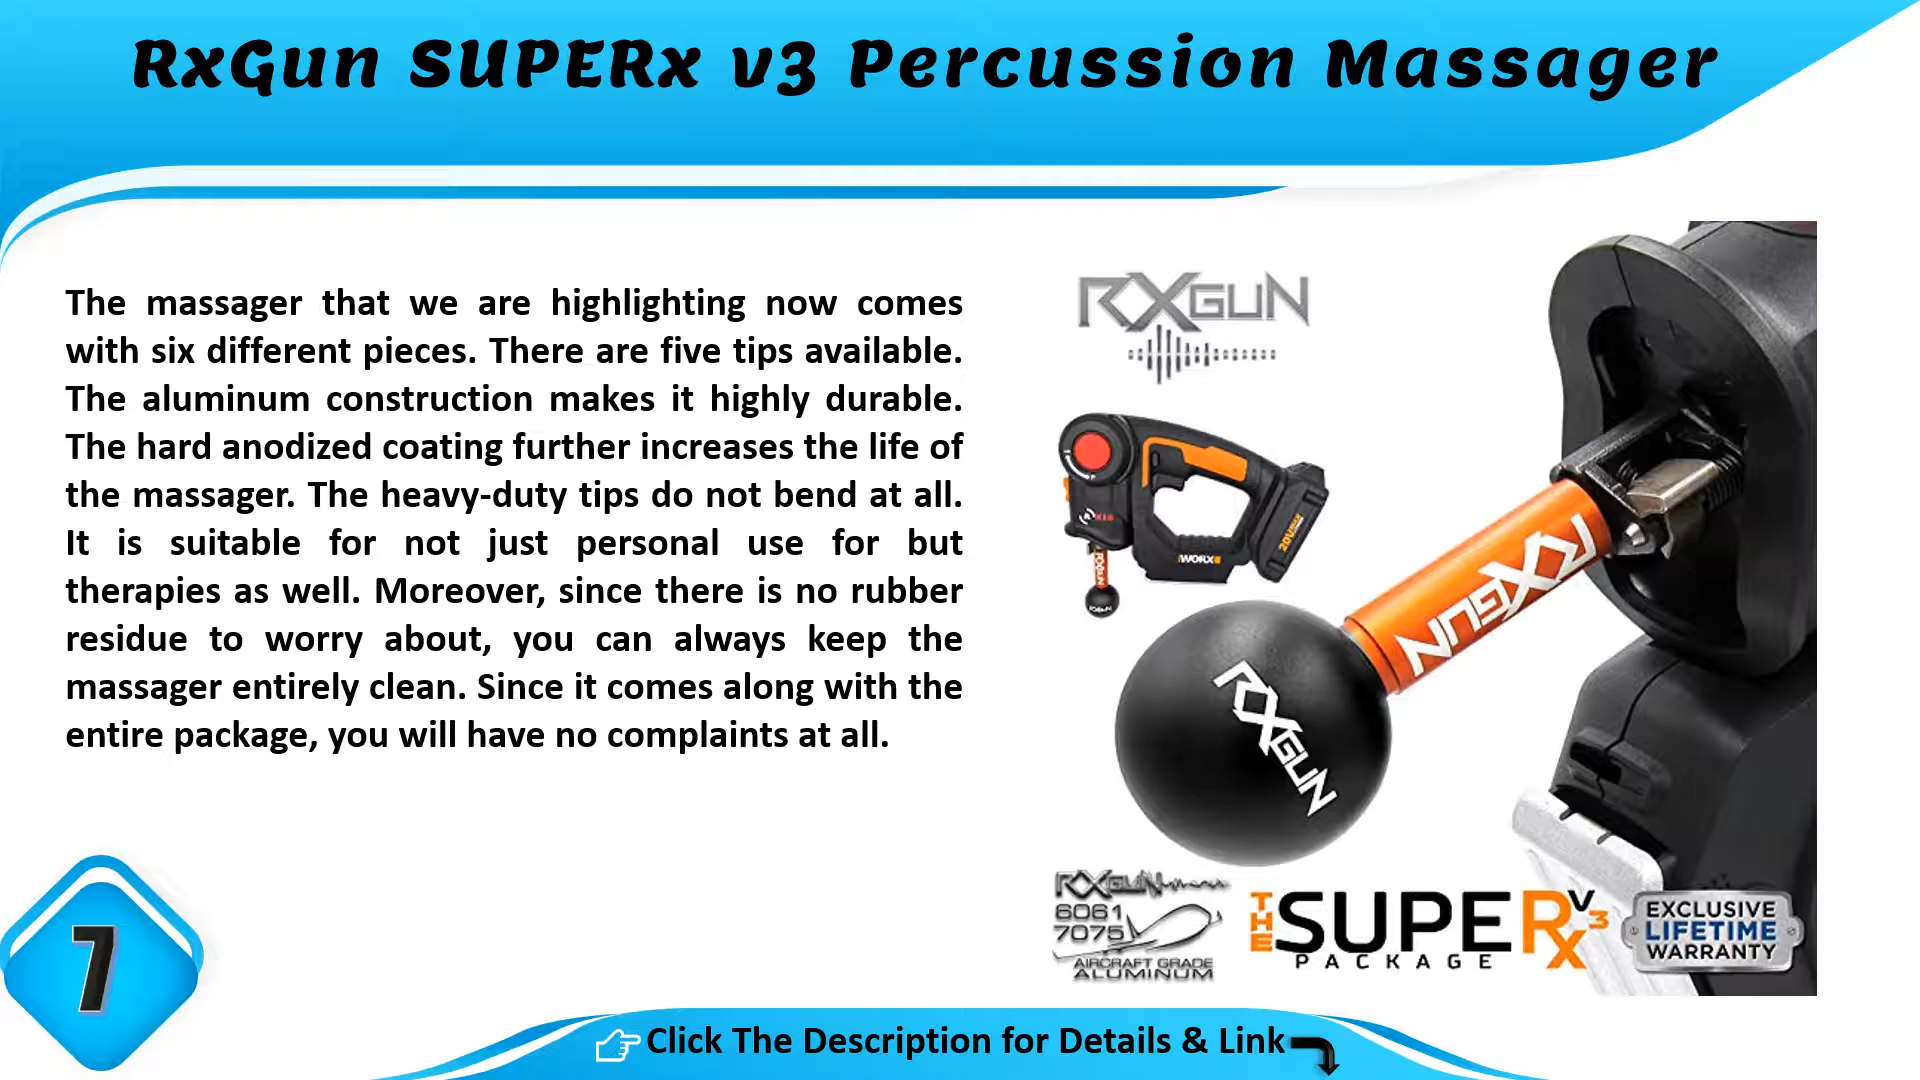 RxGun SUPERx v3 Percussion Massager
The massager that we are highlighting now comes
with six different pieces. There are five tips available.
The aluminum construction makes it highly durable.
The hard anodized coating further increases the life of
the massager. The heavy-duty tips do not bend at all.
It is suitable for not just personal use for but
therapies as well. Moreover, since there is no rubber
residue to worry about, you can always keep the
massager entirely clean. Since it comes along with the
entire package, you will have no complaints at all.
RXGUN
WORX
20V
RXGUN
RXGUN
RXGUN
RXGUN
6061
7075
AIRCRAFT GRADE
ALUMINUM
THE SUPERx v3
PACKAGE
EXCLUSIVE
LIFETIME
WARRANTY
7
Click The Description for Details & Link